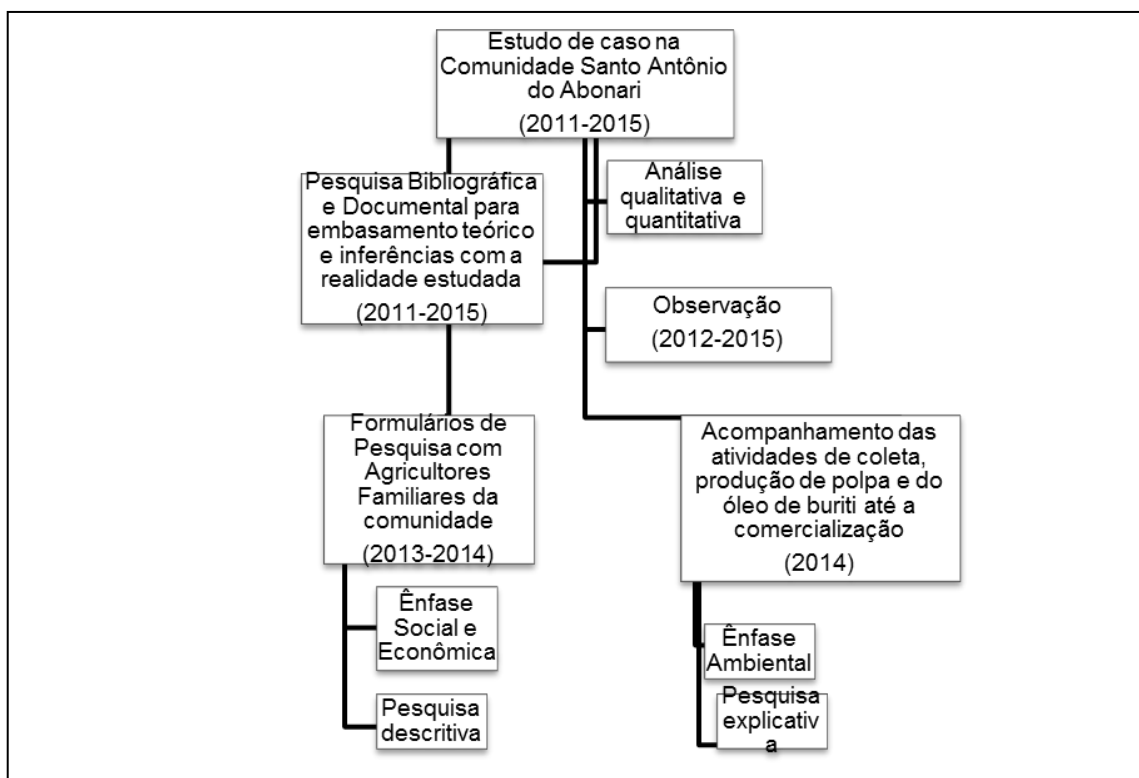 Estudo de caso na
Comunidade Santo Antônio
do Abonari
(2011-2015)
Pesquisa Bibliográfica
e Documental para
embasamento teórico
e inferências com a
realidade estudada
(2011-2015)
Análise
qualitativa e
quantitativa
Observação
(2012-2015)
Formulários de
Pesquisa com
Agricultores
Familiares da
comunidade
(2013-2014)
Ênfase
Social e
Econômica
Pesquisa
descritiva
Acompanhamento das
atividades de coleta,
produção de polpa e do
óleo de buriti até a
comercialização
(2014)
Ênfase
Ambiental
Pesquisa
explicativ
a